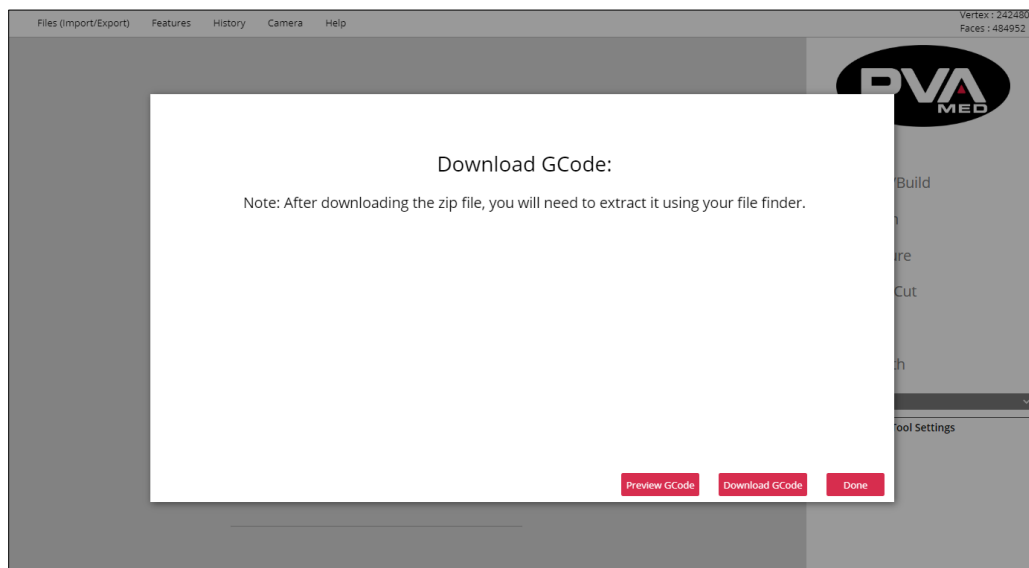 Files (Import/Export) Features History Camera Help
Vertex : 242480
Faces : 484952
PVA
MED
Download GCode:
/Build
Note: After downloading the zip file, you will need to extract it using your file finder.
Cut
Tool Settings
Preview GCode Download GCode Done